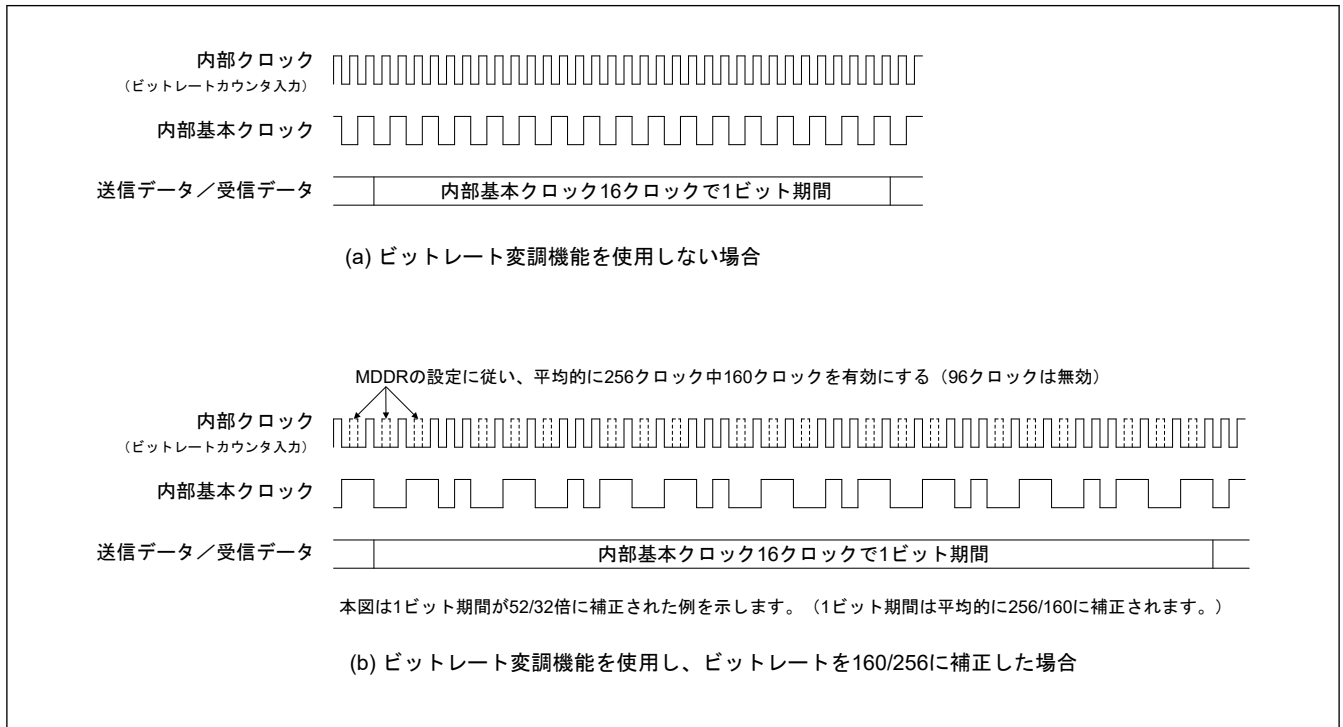 内部クロック
（ビットレートカウンタ入力）
内部基本クロック
送信データ／受信データ
内部基本クロック16クロックで1ビット期間
(a) ビットレート変調機能を使用しない場合
MDDRの設定に従い、平均的に256クロック中160クロックを有効にする（96クロックは無効）
内部クロック
（ビットレートカウンタ入力）
内部基本クロック
送信データ／受信データ
内部基本クロック16クロックで1ビット期間
本図は1ビット期間が52/32倍に補正された例を示します。（1ビット期間は平均的に256/160に補正されます。）
(b) ビットレート変調機能を使用し、ビットレートを160/256に補正した場合